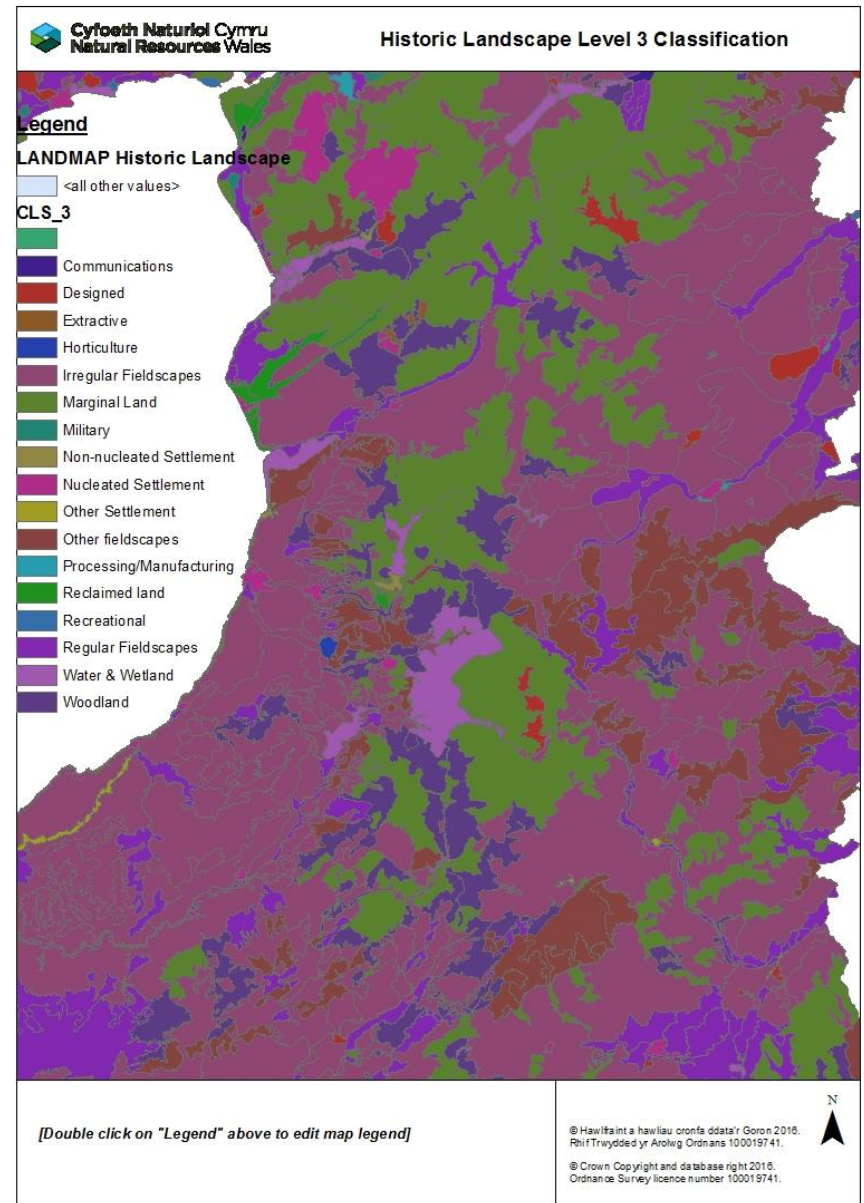 Cyfoeth Naturiol Cymru
Natural Resources Wales
Historic Landscape Level 3 Classification
Legend
LANDMAP Historic Landscape
<all other values>
CLS_3
Communications
Designed
Extractive
Horticulture
Irregular Fieldscapes
Marginal Land
Military
Non-nucleated Settlement
Nucleated Settlement
Other Settlement
Other fieldscapes
Processing/Manufacturing
Reclaimed land
Recreational
Regular Fieldscapes
Water & Wetland
Woodland
[Double click on "Legend" above to edit map legend]
© Hawlfraint a hawliau cronfa ddata'r Goron 2016.
Rhif Trwydded yr Arolwg Ordnans 100019741.
© Crown Copyright and database right 2016.
Ordnance Survey licence number 100019741.
N